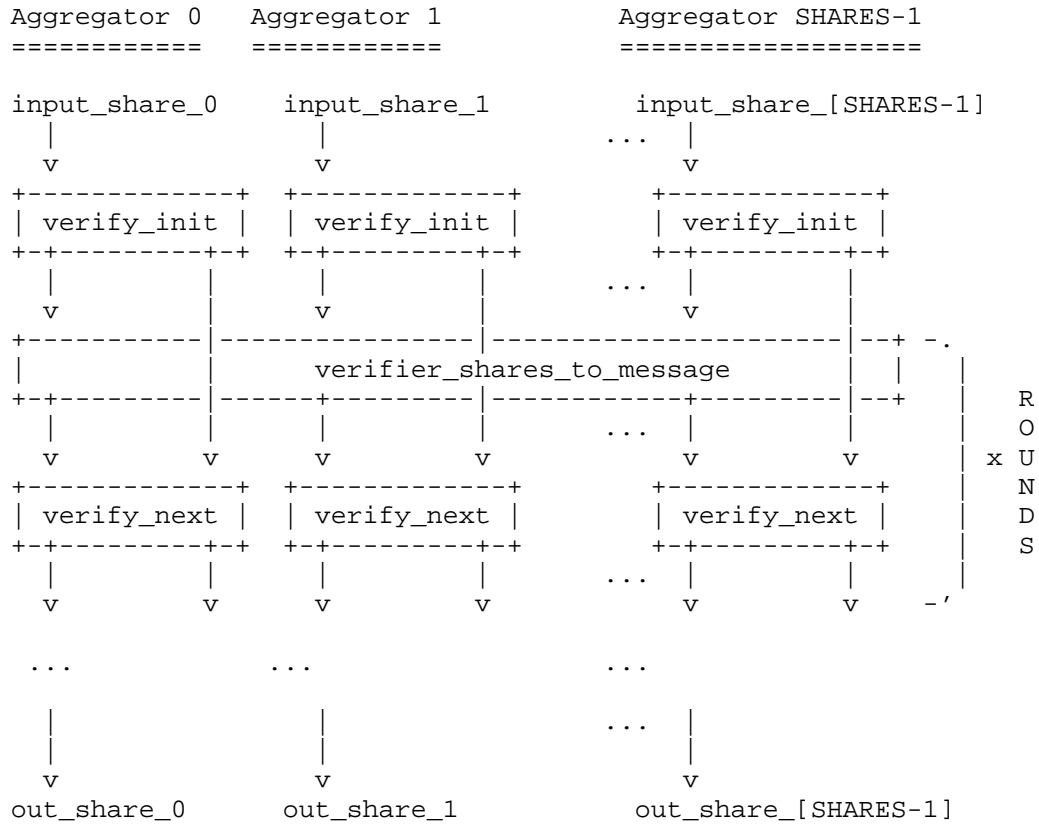 Aggregator 0   Aggregator 1             Aggregator SHARES-1
============   ============             ===================

input_share_0    input_share_1           input_share_[SHARES-1]
  |                |                 ... |
  v                v                     v
+-------------+  +-------------+       +-------------+
| verify_init |  | verify_init |       | verify_init |
+-+---------+-+  +-+---------+-+       +-+---------+-+
  |         |      |         |       ... |         |
  v         |      v         |           v         |
+-----------|----------------|---------------------|--+ -.
|           |      verifier_shares_to_message      |  |   |
+-+---------|------+---------|-----------+---------|--+   |   R
  |         |      |         |       ... |         |      |   O
  v         v      v         v           v         v      | x U
+-------------+  +-------------+       +-------------+    |   N
| verify_next |  | verify_next |       | verify_next |    |   D
+-+---------+-+  +-+---------+-+       +-+---------+-+    |   S
  |         |      |         |       ... |         |      |
  v         v      v         v           v         v    -'

 ...            ...                  ...

  |                |                 ... |
  |                |                     |
  v                v                     v
out_share_0      out_share_1           out_share_[SHARES-1]